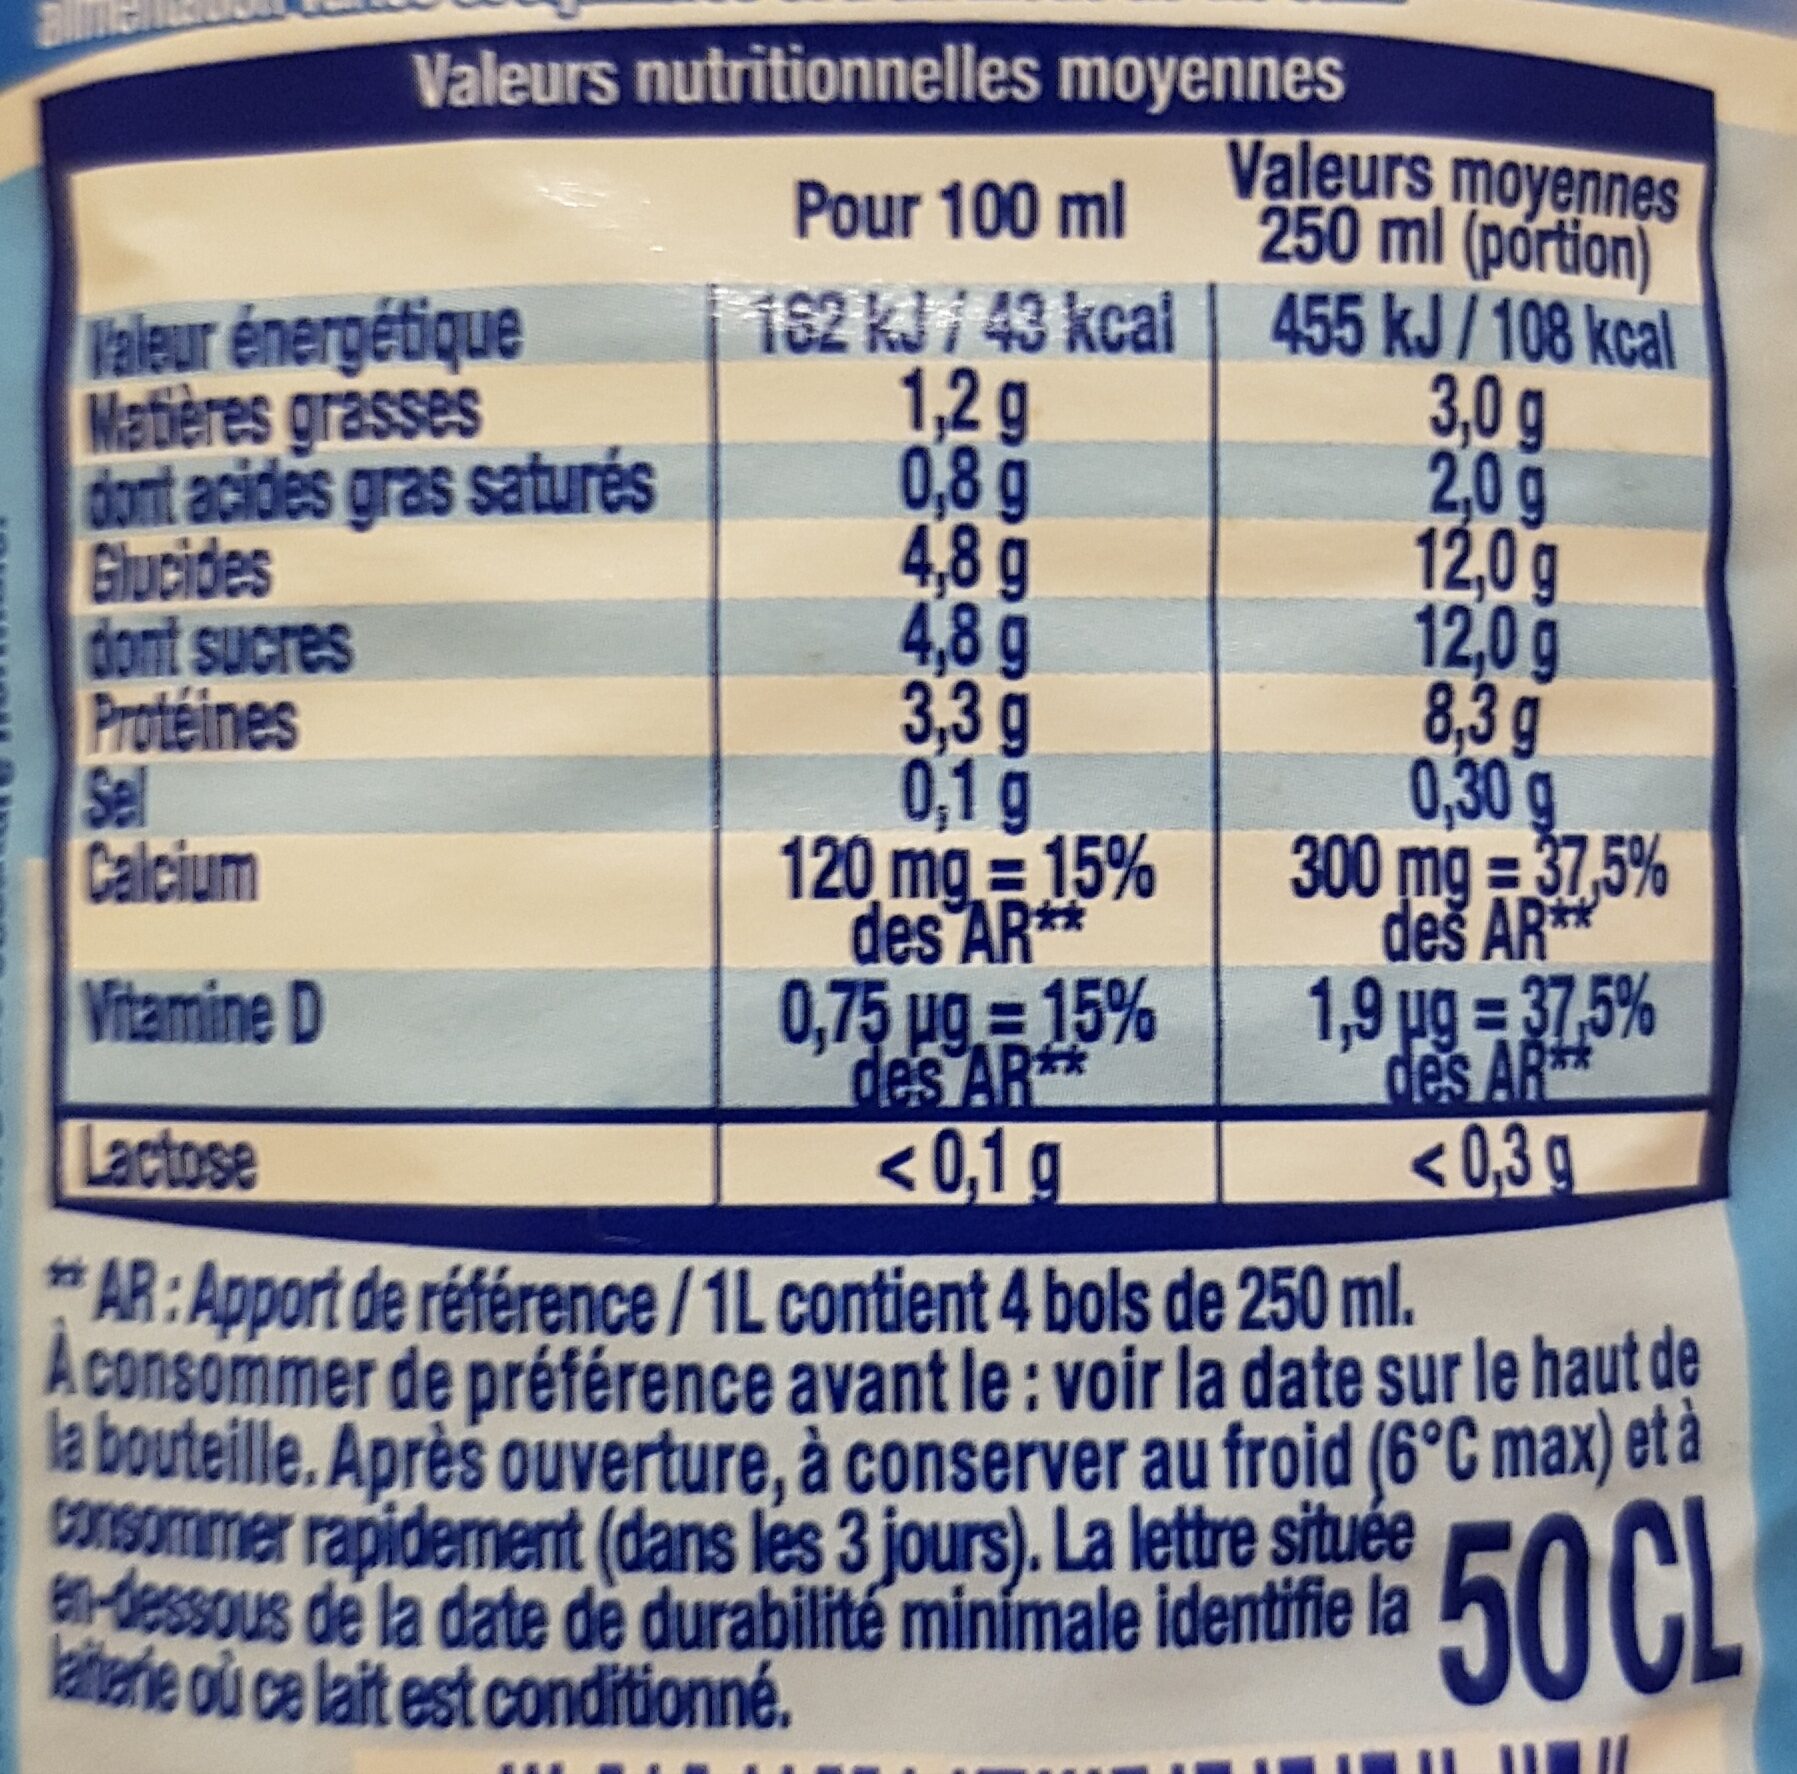 Valeurs nutritionnelles moyennes
Pour 100 ml
Valeurs moyennes
250 ml (portion)
Valeur énergétique 162 kJ / 43 kcal 455 kJ / 108 kcal
Matières grasses 1,2 g 3,0 g
dont acides gras saturés 0,8 g 2,0 g
Glucides 4,8 g 12,0 g
dont sucres 4,8 g 12,0 g
Protéines 3,3 g 8,3 g
Sel 0,1 g 0,30 g
Calcium 120 mg = 15% 300 mg = 37,5%
des AR** des AR**
Vitamine D 0,75 µg = 15% 1,9 µg = 37,5%
des AR** des AR**
Lactose < 0,1 g < 0,3 g
** AR : Apport de référence / 1L contient 4 bols de 250 ml.
À consommer de préférence avant le : voir la date sur le haut de
la bouteille. Après ouverture, à conserver au froid (6°C max) et à
consommer rapidement (dans les 3 jours). La lettre située
en-dessous de la date de durabilité minimale identifie la
laiterie où ce lait est conditionné.
50 CL